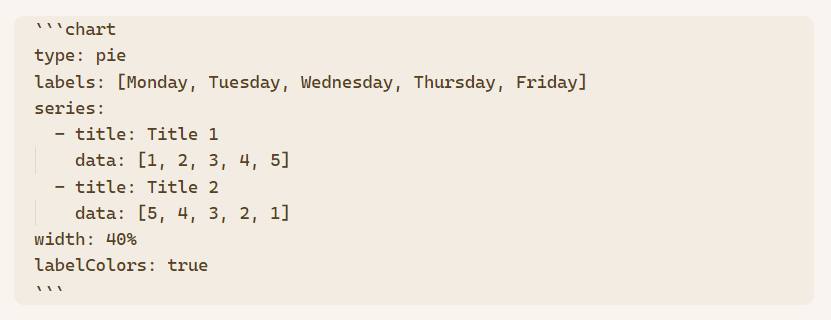 ```chart
type: pie
labels: [Monday, Tuesday, Wednesday, Thursday, Friday]
series:
  - title: Title 1
    data: [1, 2, 3, 4, 5]
  - title: Title 2
    data: [5, 4, 3, 2, 1]
width: 40%
labelColors: true
```